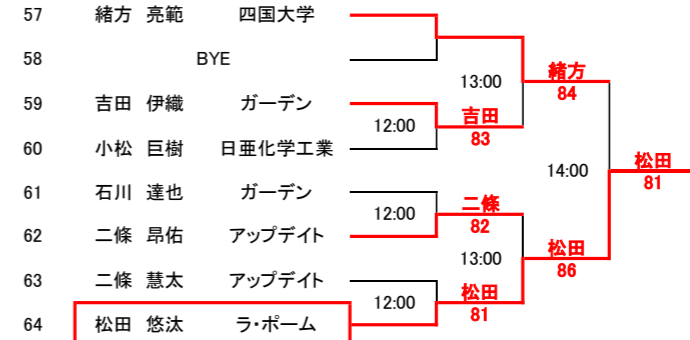 57 緒方 亮範 四国大学
58 BYE
59 吉田 伊織 ガーデン
60 小松 巨樹 日亜化学工業
61 石川 達也 ガーデン
62 二條 昂佑 アップデイト
63 二條 慧太 アップデイト
64 松田 悠汰 ラ・ポーム
12:00
12:00
12:00
13:00
吉田
83
二條
82
13:00
松田
81
緒方
84
14:00
松田
86
松田
81